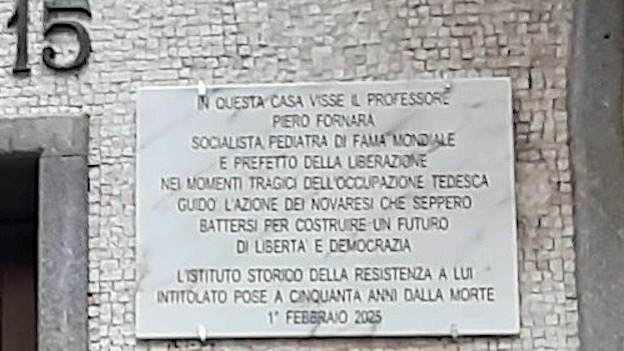 15
IN QUESTA CASA VISSE IL PROFESSORE
PIERO FORNARA
SOCIALISTA, PEDIATRA DI FAMA MONDIALE
E PREFETTO DELLA LIBERAZIONE
NEI MOMENTI TRAGICI DELL'OCCUPAZIONE TEDESCA
GUIDO' L'AZIONE DEI NOVARESI CHE SEPPERO
BATTERSI PER COSTRUIRE UN FUTURO
DI LIBERTA' E DEMOCRAZIA
L'ISTITUTO STORICO DELLA RESISTENZA A LUI
INTITOLATO POSE A CINQUANTA ANNI DALLA MORTE
1° FEBBRAIO 2025